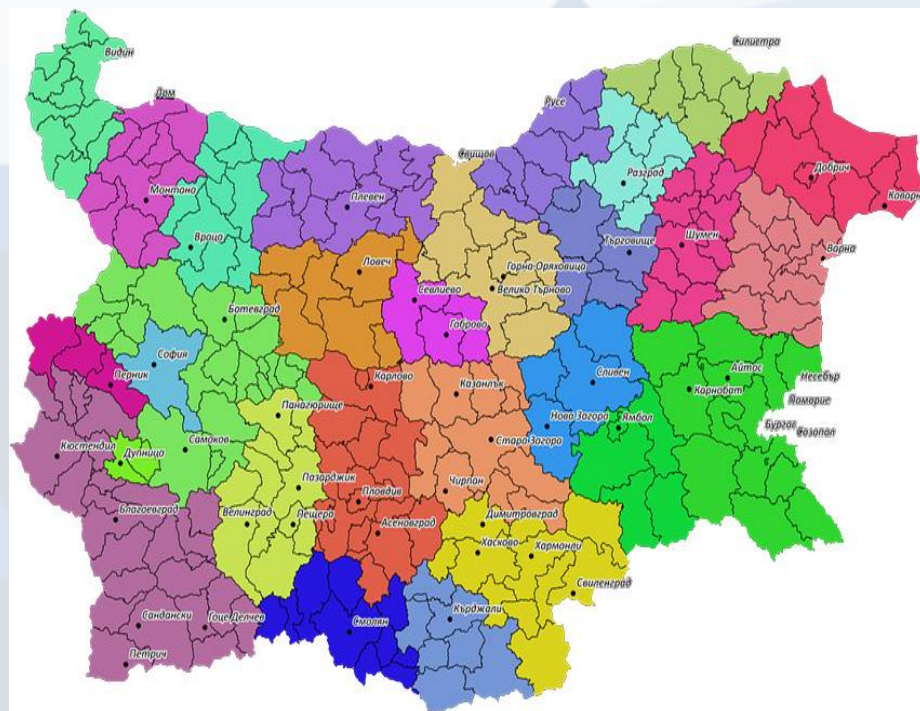 Видин
Силистра
Лом
Русе
Свищов
Добрич
Разград
Каварна
Монтана
Плевен
Търговище
Шумен
Враца
Варна
Ловеч
Горна-Оряховица
Велико Търново
Севлиево
Ботевград
Габрово
София
Айтос
Несебър
Перник
Карлово
Казанлък
Сливен
Карнобат
Поморие
Панагюрище
Нова Загора
Ямбол
Бургас
Созопол
Кюстендил
Самоков
Стара Загора
Дупница
Пазарджик
Чирпан
Пловдив
Благоевград
Велинград
Пещера
Димитровград
Асеновград
Хасково
Харманли
Свиленград
Сандански
Гоце Делчев
Смолян
Кърджали
Петрич